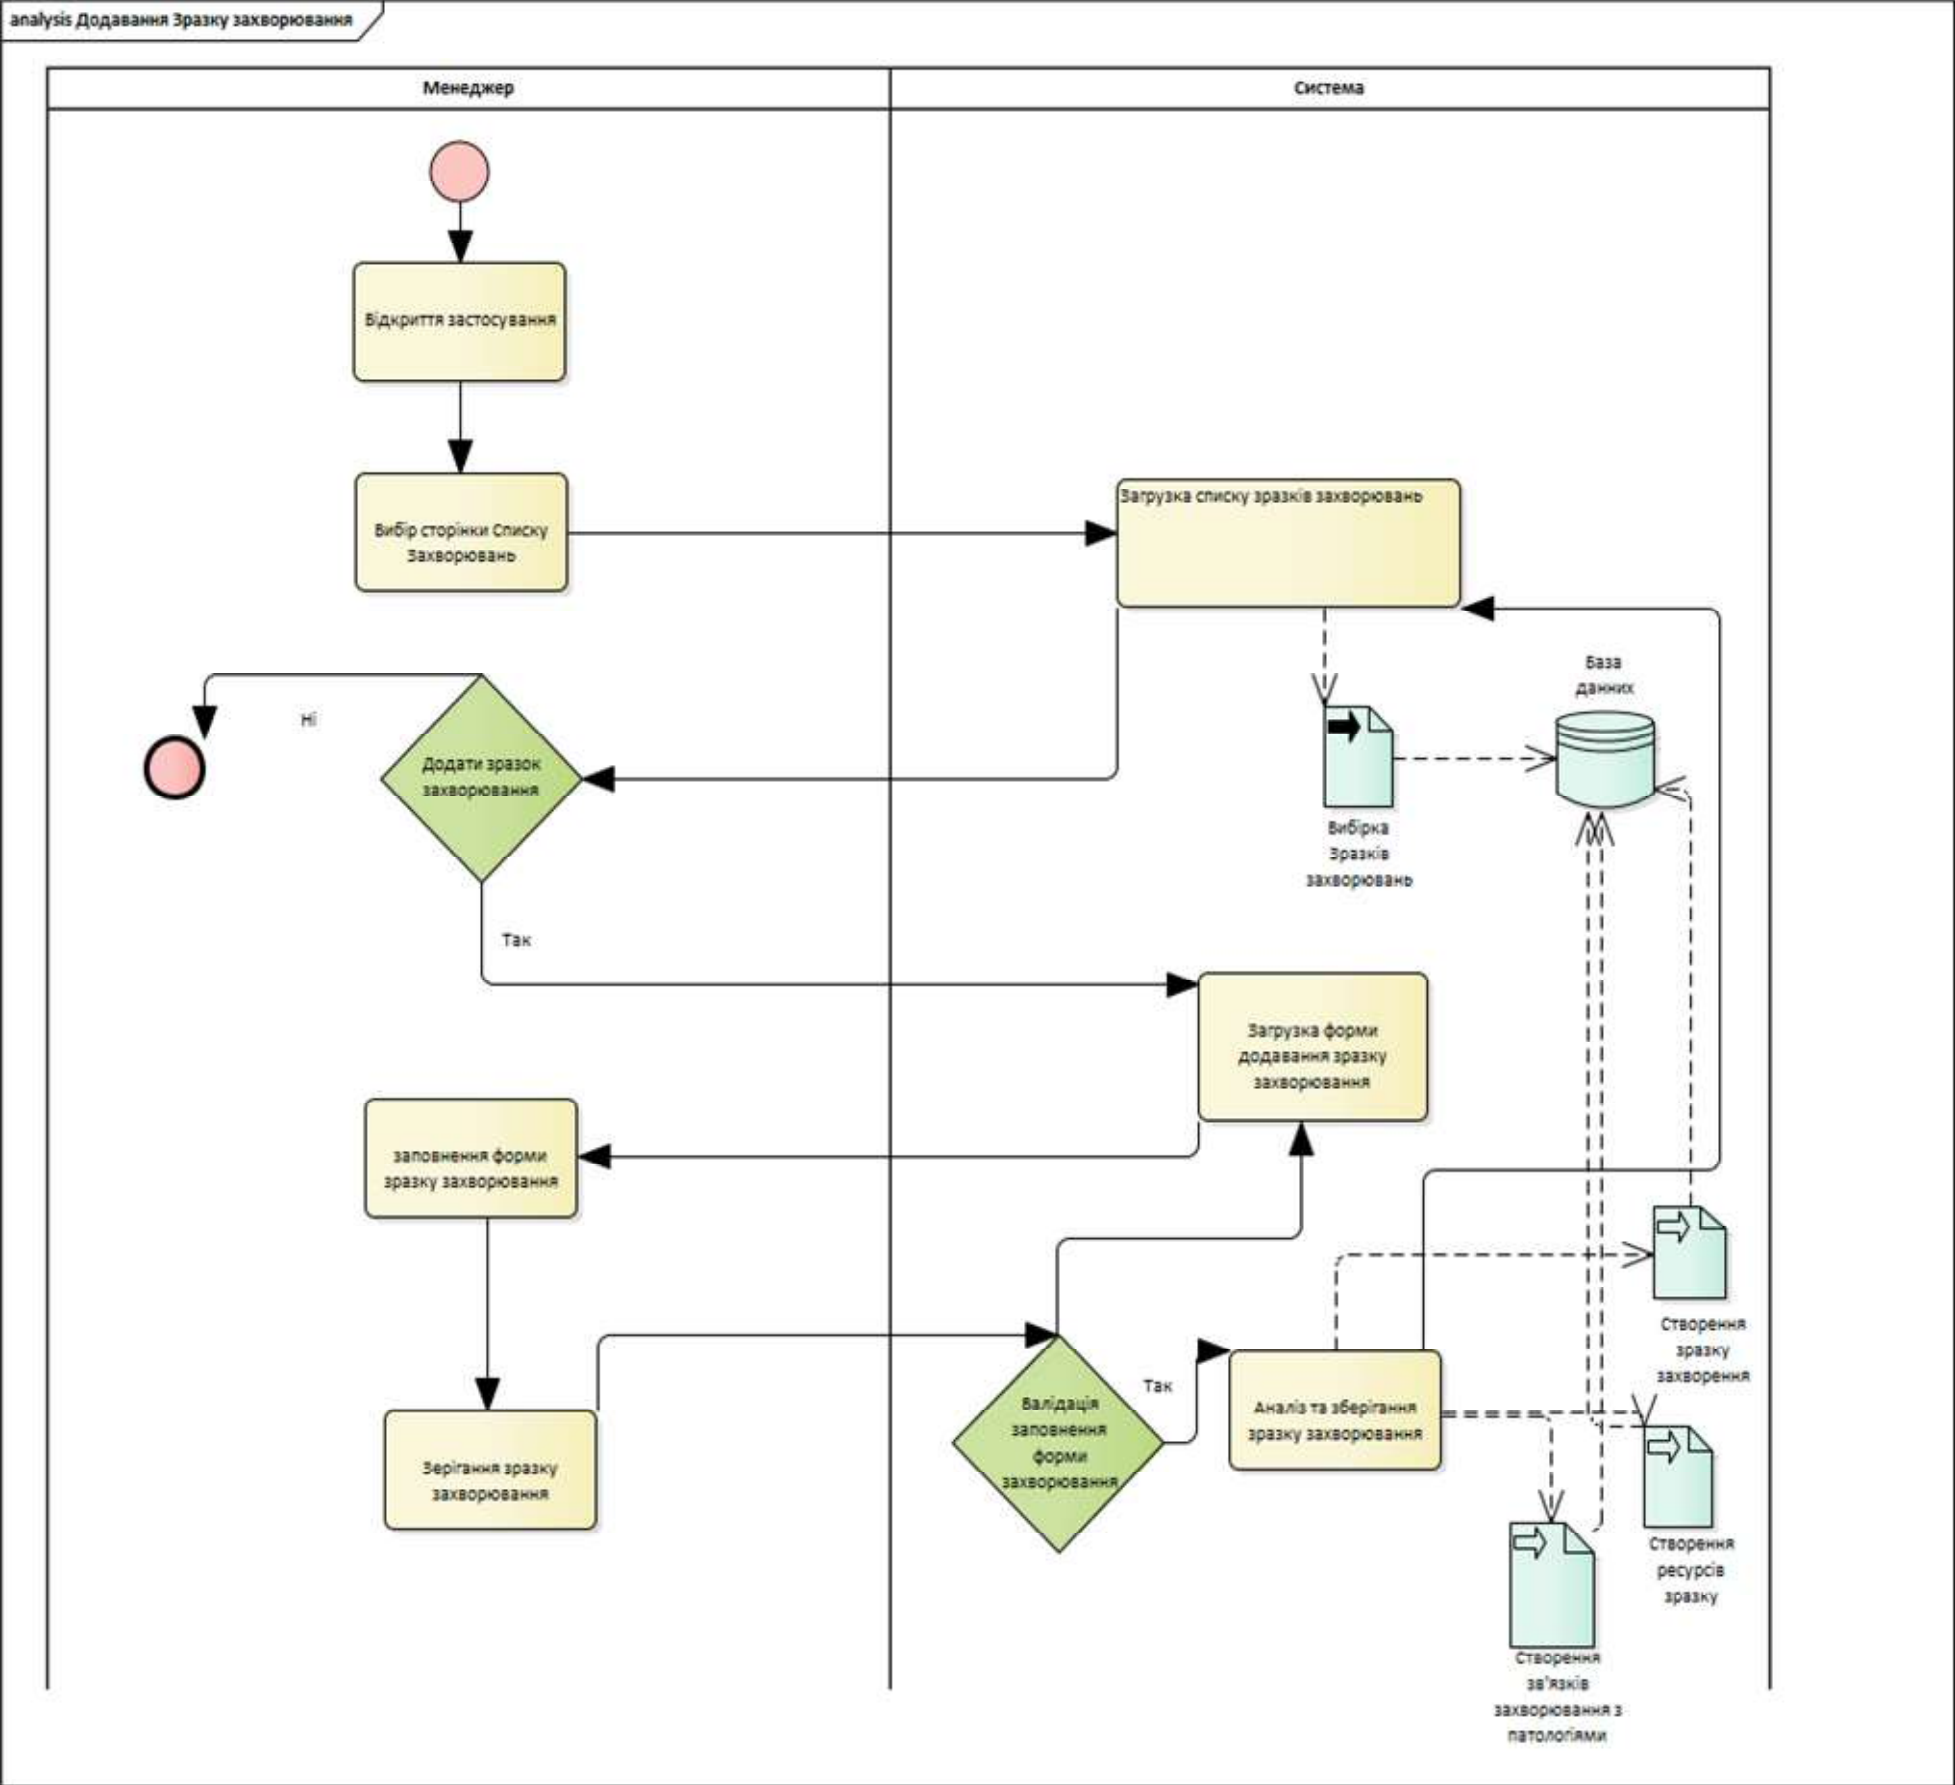 analysis Додавання Зразку захворювання
Менеджер
Система
Відкриття застосування
Вибір сторінки Списку
Захворювань
Загрузка списку зразків захворювань
База
данних
Ні
Додати зразок
захворювання
Вибірка
Зразків
захворювань
Так
Загрузка форми
додавання зразку
захворювання
заповнення форми
зразку захворювання
Створення
зразку
захворення
Так
Валідація
заповнення
форми
захворювання
Аналіз та зберігання
зразку захворювання
Зерігання зразку
захворювання
Створення
ресурсів
зразку
Створення
зв'язків
захворювання з
патологіями